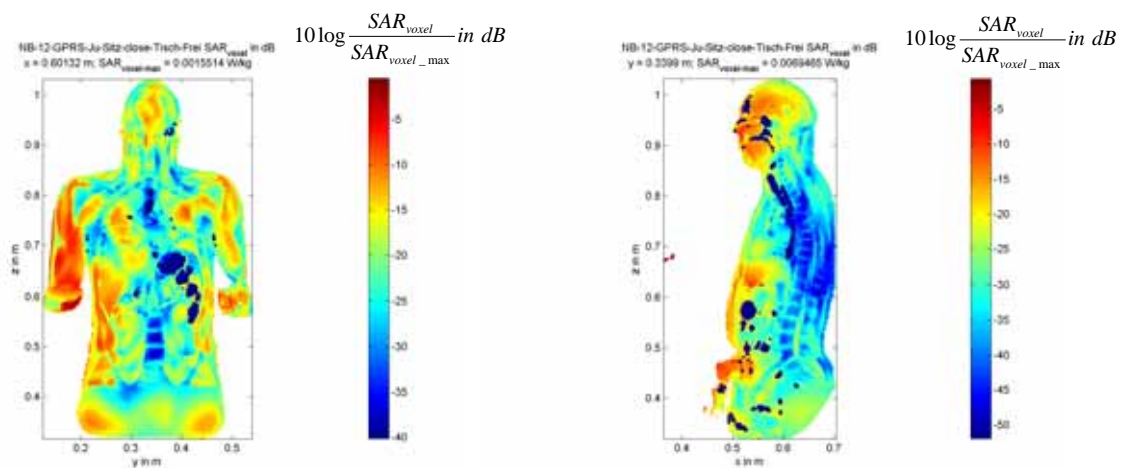 10 log SAR_voxel / SAR_voxel_max in dB
NB-12-GPRS-Ju-Sitz-close-Tisch-Frei SAR_voxel in dB
x = 0.60132 m; SAR_voxel-max = 0.0015514 W/kg
1
0.9
0.8
0.7
0.6
0.5
0.4
z in m
0.2 0.3 0.4 0.5
y in m
-5
-10
-15
-20
-25
-30
-35
-40
10 log SAR_voxel / SAR_voxel_max in dB
NB-12-GPRS-Ju-Sitz-close-Tisch-Frei SAR_voxel in dB
y = 0.3399 m; SAR_voxel-max = 0.0069465 W/kg
1
0.9
0.8
0.7
0.6
0.5
0.4
z in m
0.4 0.5 0.6 0.7
x in m
-5
-10
-15
-20
-25
-30
-35
-40
-45
-50